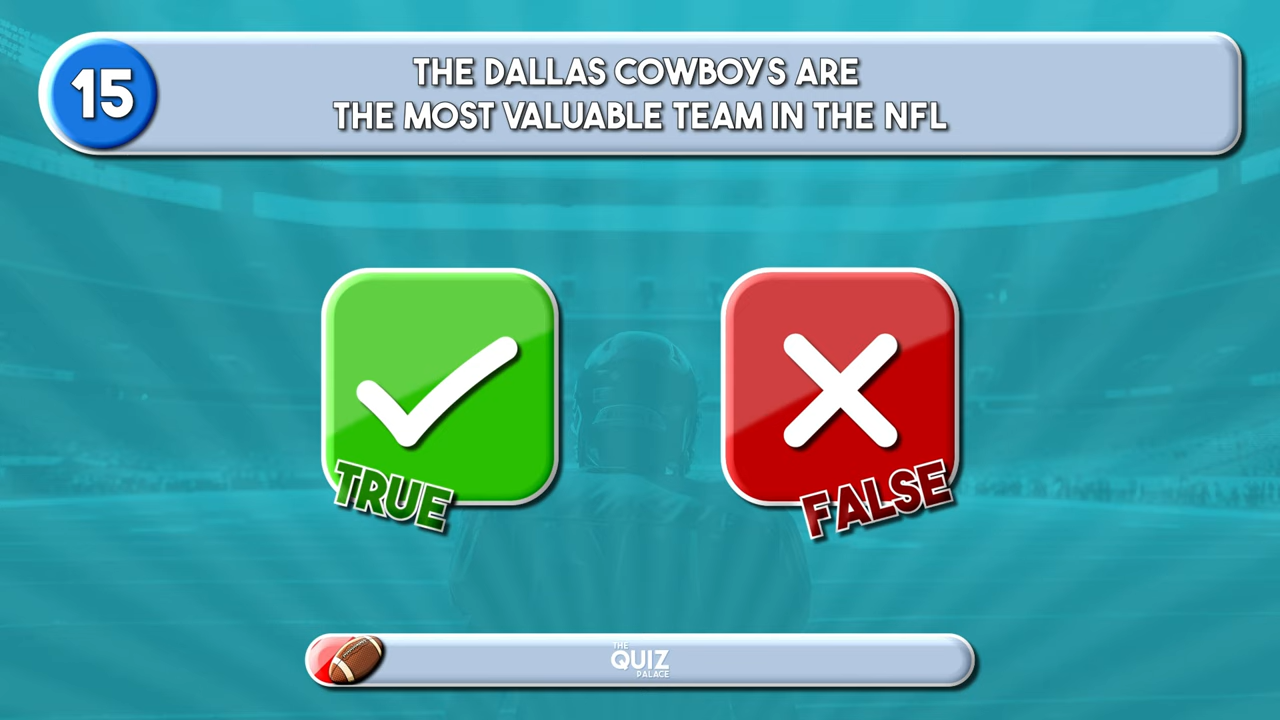 15
THE DALLAS COWBOYS ARE
THE MOST VALUABLE TEAM IN THE NFL
TRUE
FALSE
THE
QUIZ
PALACE